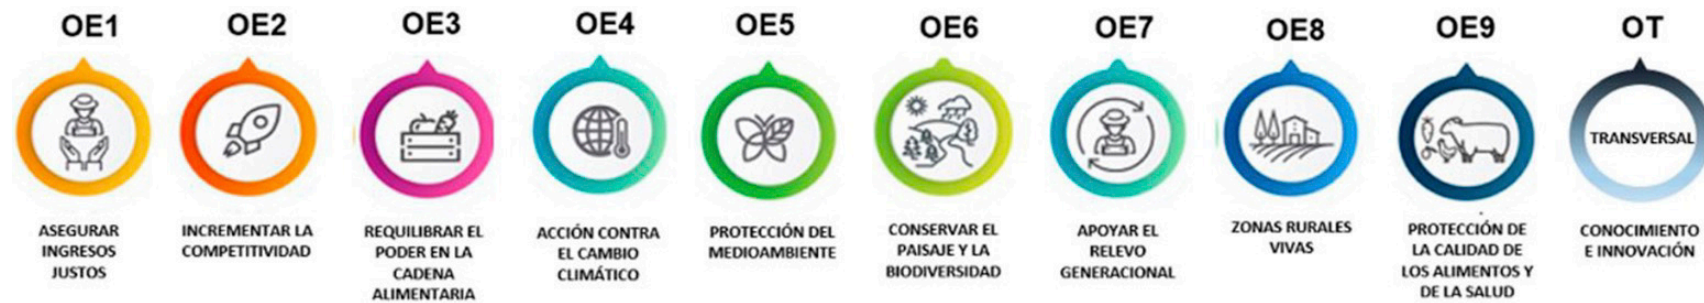 OE1
ASEGURAR
INGRESOS
JUSTOS
OE2
INCREMENTAR LA
COMPETITIVIDAD
OE3
REQUILIBRAR EL
PODER EN LA
CADENA
ALIMENTARIA
OE4
ACCIÓN CONTRA
EL CAMBIO
CLIMÁTICO
OE5
PROTECCIÓN DEL
MEDIOAMBIENTE
OE6
CONSERVAR EL
PAISAJE Y LA
BIODIVERSIDAD
OE7
APOYAR EL
RELEVO
GENERACIONAL
OE8
ZONAS RURALES
VIVAS
OE9
PROTECCIÓN DE
LA CALIDAD DE
LOS ALIMENTOS Y
DE LA SALUD
OT
TRANSVERSAL
CONOCIMIENTO
E INNOVACIÓN